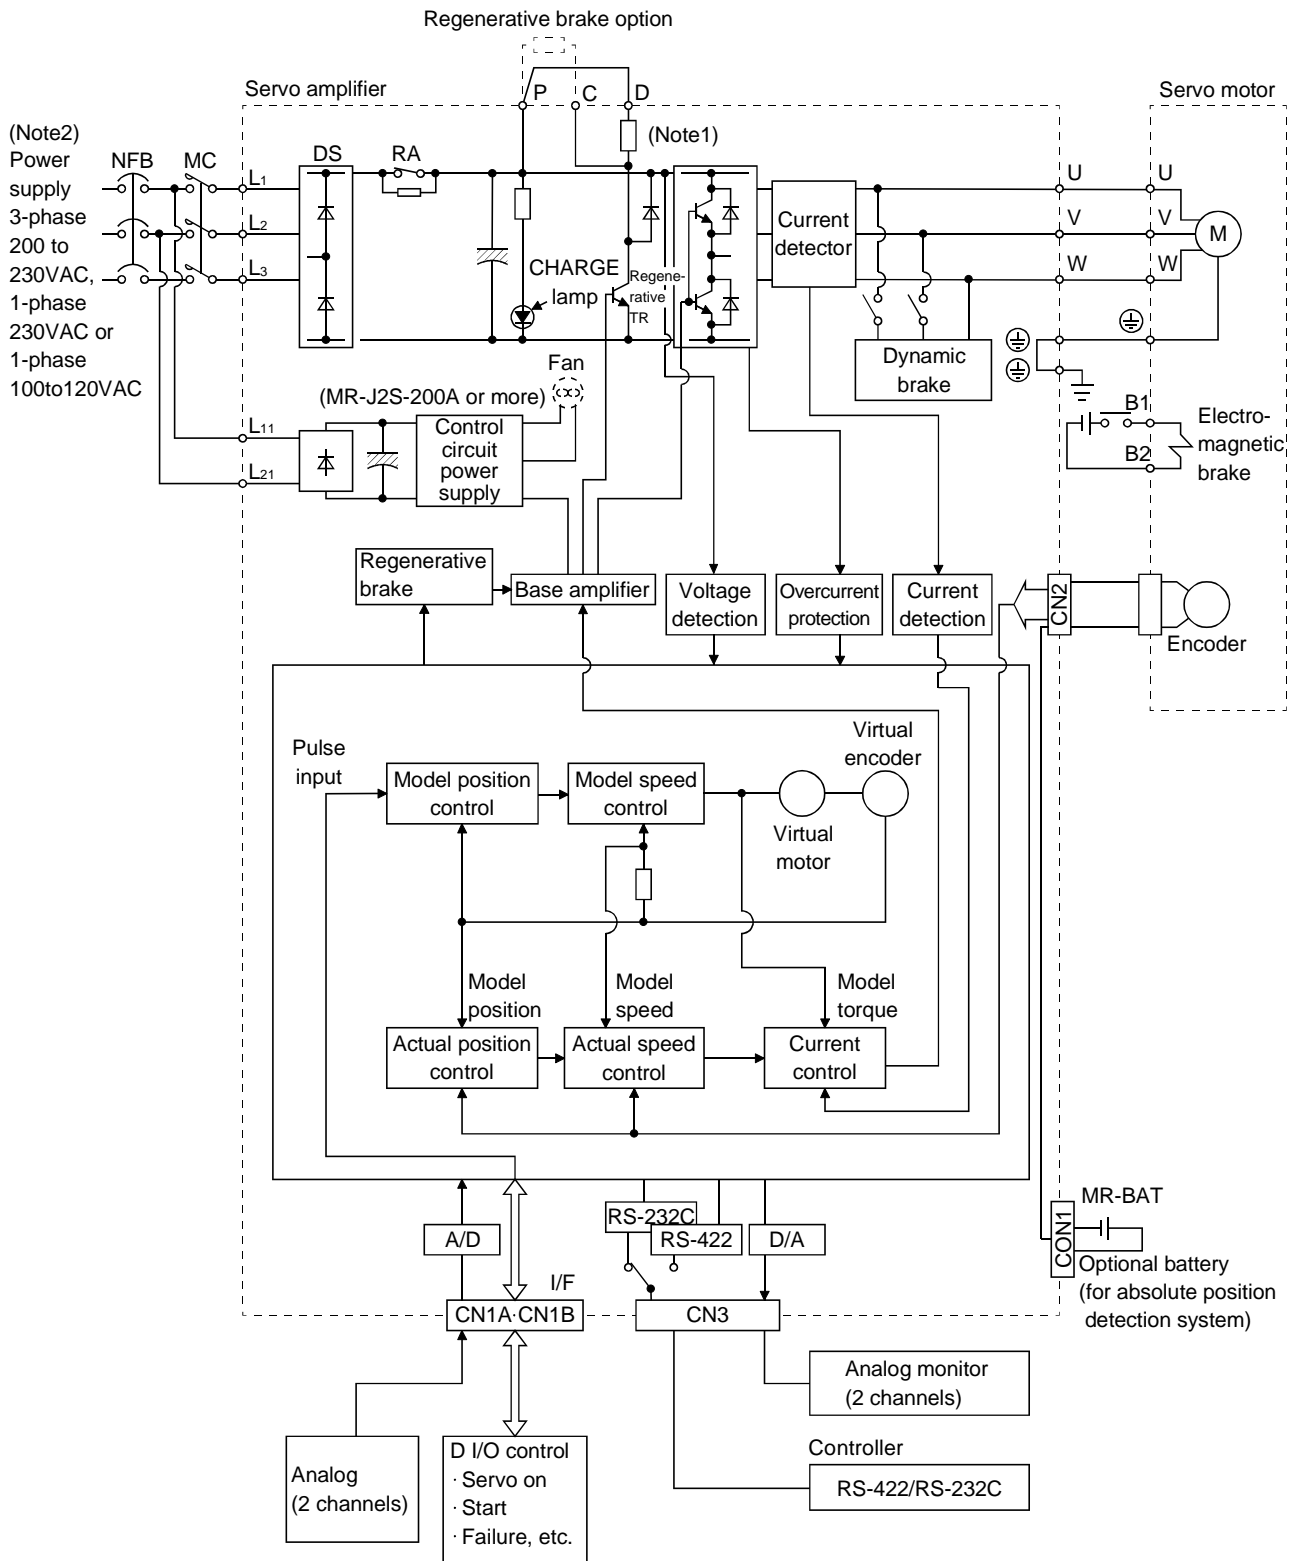 Regenerative brake option
Servo amplifier
P
C
D
Servo motor
(Note2)
Power
supply
3-phase
200 to
230VAC,
1-phase
230VAC or
1-phase
100to120VAC
NFB
MC
L1
L2
L3
DS
RA
(Note1)
CHARGE
lamp
Regene-
rative
TR
Current
detector
U
V
W
U
V
W
M
Dynamic
brake
B1
B2
Electro-
magnetic
brake
Fan
(MR-J2S-200A or more)
L11
L21
Control
circuit
power
supply
Regenerative
brake
Base amplifier
Voltage
detection
Overcurrent
protection
Current
detection
CN2
Encoder
Pulse
input
Model position
control
Model speed
control
Virtual
encoder
Virtual
motor
Model
position
Model
speed
Model
torque
Actual position
control
Actual speed
control
Current
control
A/D
I/F
RS-232C
RS-422
D/A
CN1A·CN1B
CN3
CON1
MR-BAT
Optional battery
(for absolute position
detection system)
Analog monitor
(2 channels)
Controller
RS-422/RS-232C
Analog
(2 channels)
D I/O control
· Servo on
· Start
· Failure, etc.